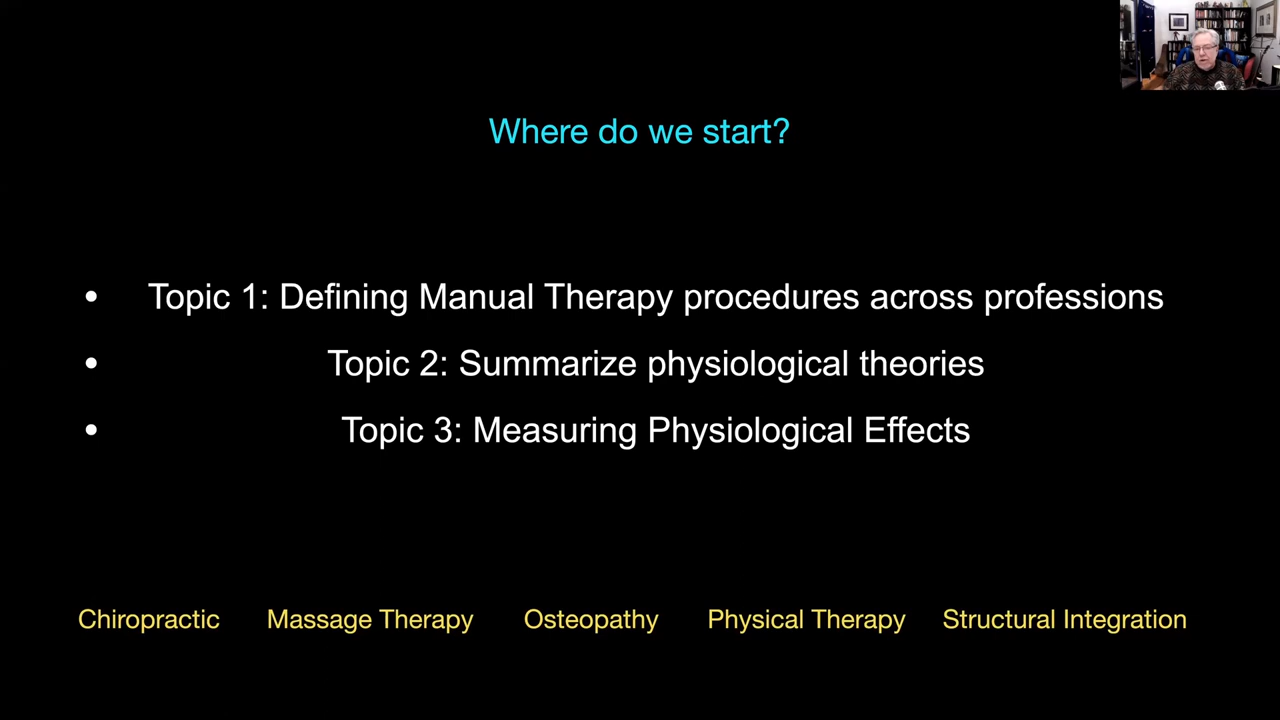 Where do we start?
• Topic 1: Defining Manual Therapy procedures across professions
• Topic 2: Summarize physiological theories
• Topic 3: Measuring Physiological Effects
Chiropractic Massage Therapy Osteopathy Physical Therapy Structural Integration